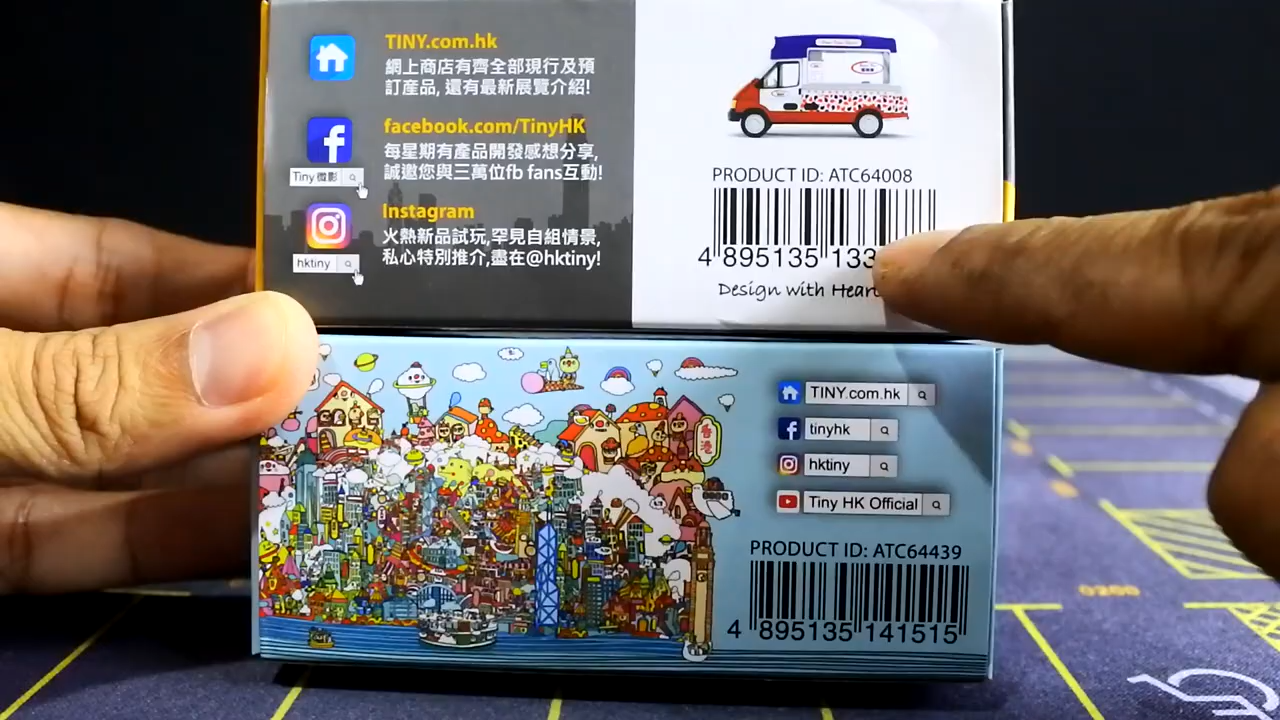 TINY.com.hk
網上商店有齊全部現行及預
訂產品, 還有最新展覽介紹!
facebook.com/TinyHK
每星期有產品開發感想分享,
誠邀您與三萬位fb fans互動!
Tiny 微影
Instagram
火熱新品試玩,罕見自組情景,
私心特別推介,盡在@hktiny!
hktiny
PRODUCT ID: ATC64008
4 895135 133
Design with Heart
香港
TINY.com.hk
tinyhk
hktiny
Tiny HK Official
PRODUCT ID: ATC64439
4 895135 141515
0200